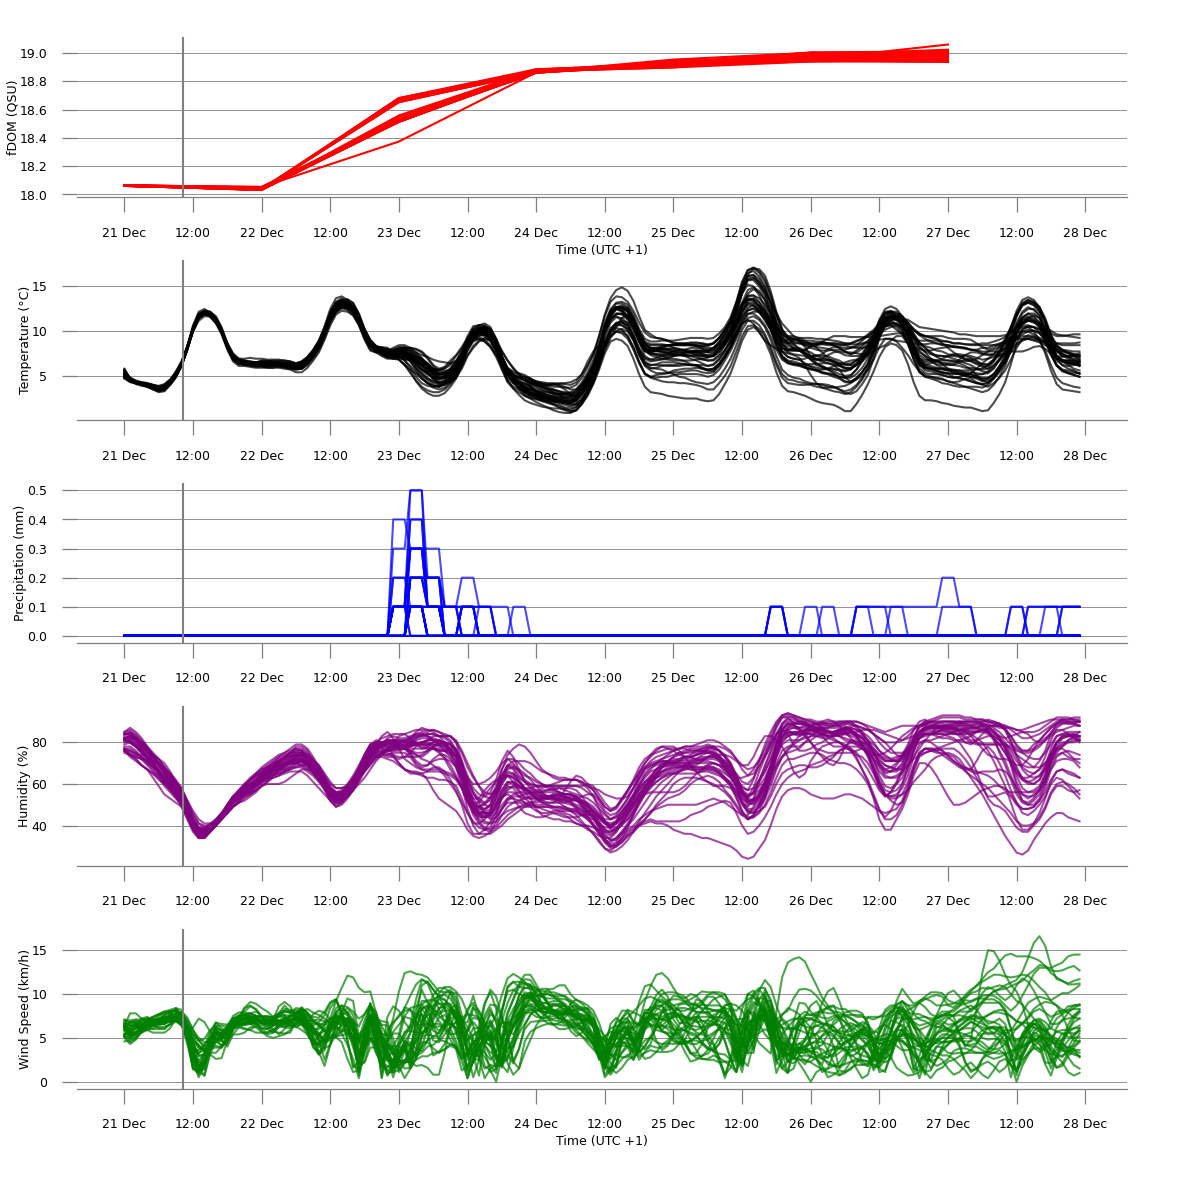 fDOM (QSU)
19.0
18.8
18.6
18.4
18.2
18.0
21 Dec 12:00 22 Dec 12:00 23 Dec 12:00 24 Dec 12:00 25 Dec 12:00 26 Dec 12:00 27 Dec 12:00 28 Dec
Time (UTC +1)
Temperature (°C)
15
10
5
21 Dec 12:00 22 Dec 12:00 23 Dec 12:00 24 Dec 12:00 25 Dec 12:00 26 Dec 12:00 27 Dec 12:00 28 Dec
Precipitation (mm)
0.5
0.4
0.3
0.2
0.1
0.0
21 Dec 12:00 22 Dec 12:00 23 Dec 12:00 24 Dec 12:00 25 Dec 12:00 26 Dec 12:00 27 Dec 12:00 28 Dec
Humidity (%)
80
60
40
21 Dec 12:00 22 Dec 12:00 23 Dec 12:00 24 Dec 12:00 25 Dec 12:00 26 Dec 12:00 27 Dec 12:00 28 Dec
Wind Speed (km/h)
15
10
5
0
21 Dec 12:00 22 Dec 12:00 23 Dec 12:00 24 Dec 12:00 25 Dec 12:00 26 Dec 12:00 27 Dec 12:00 28 Dec
Time (UTC +1)